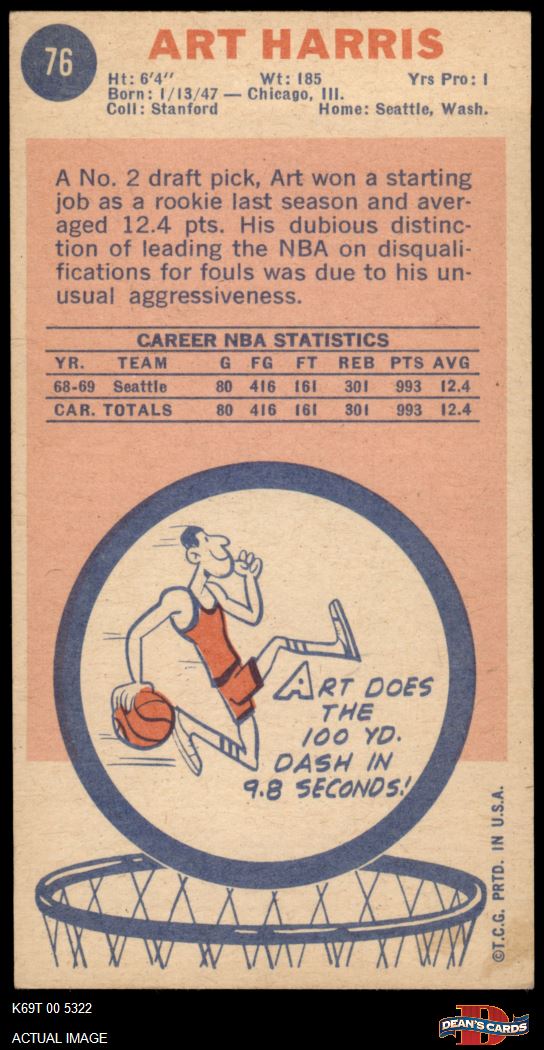 76
ART HARRIS
Ht: 6'4" Wt: 185 Yrs Pro: 1
Born: 1/13/47 — Chicago, Ill.
Coll: Stanford Home: Seattle, Wash.
A No. 2 draft pick, Art won a starting
job as a rookie last season and aver-
aged 12.4 pts. His dubious distinc-
tion of leading the NBA on disquali-
fications for fouls was due to his un-
usual aggressiveness.
CAREER NBA STATISTICS
YR. TEAM G FG FT REB PTS AVG
68-69 Seattle 80 416 161 301 993 12.4
CAR. TOTALS 80 416 161 301 993 12.4
ART DOES
THE
100 YD.
DASH IN
9.8 SECONDS!
©T.C.G. PRTD. IN U.S.A.
K69T 00 5322
ACTUAL IMAGE
D
DEAN'S CARDS